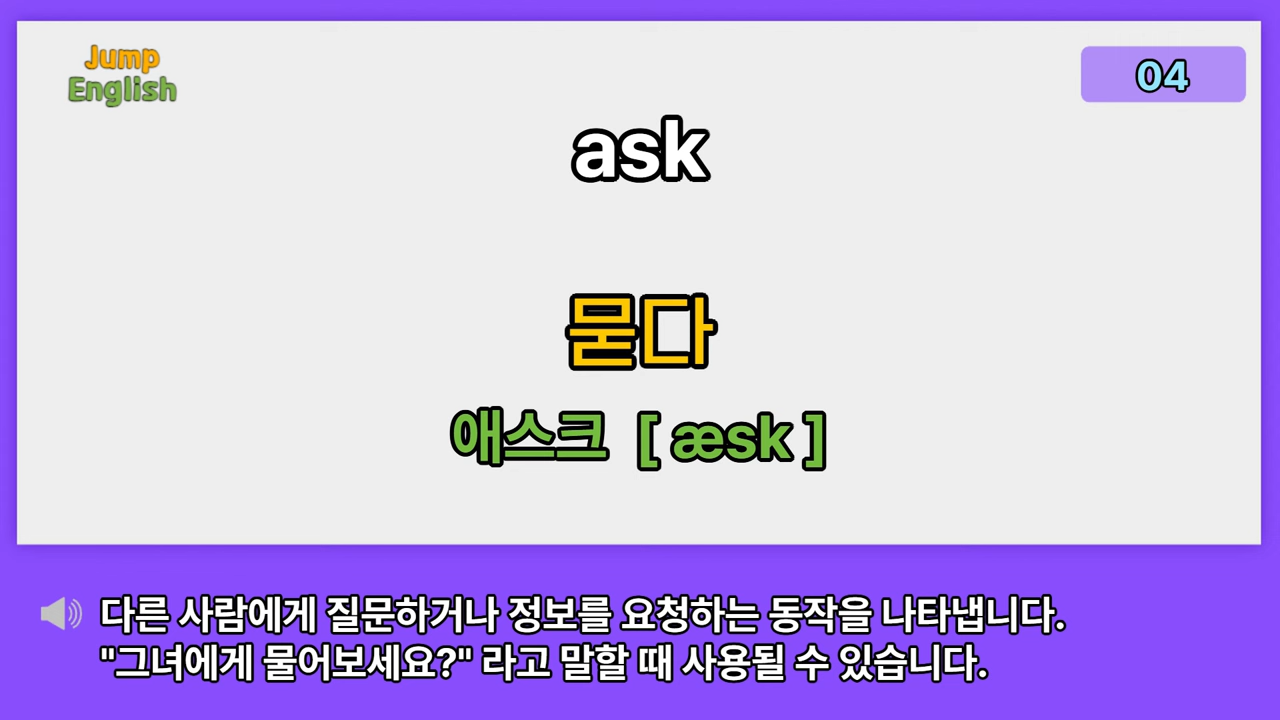 Jump
English
04
ask
묻다
애스크 [ æsk ]
다른 사람에게 질문하거나 정보를 요청하는 동작을 나타냅니다.
"그녀에게 물어보세요?" 라고 말할 때 사용될 수 있습니다.